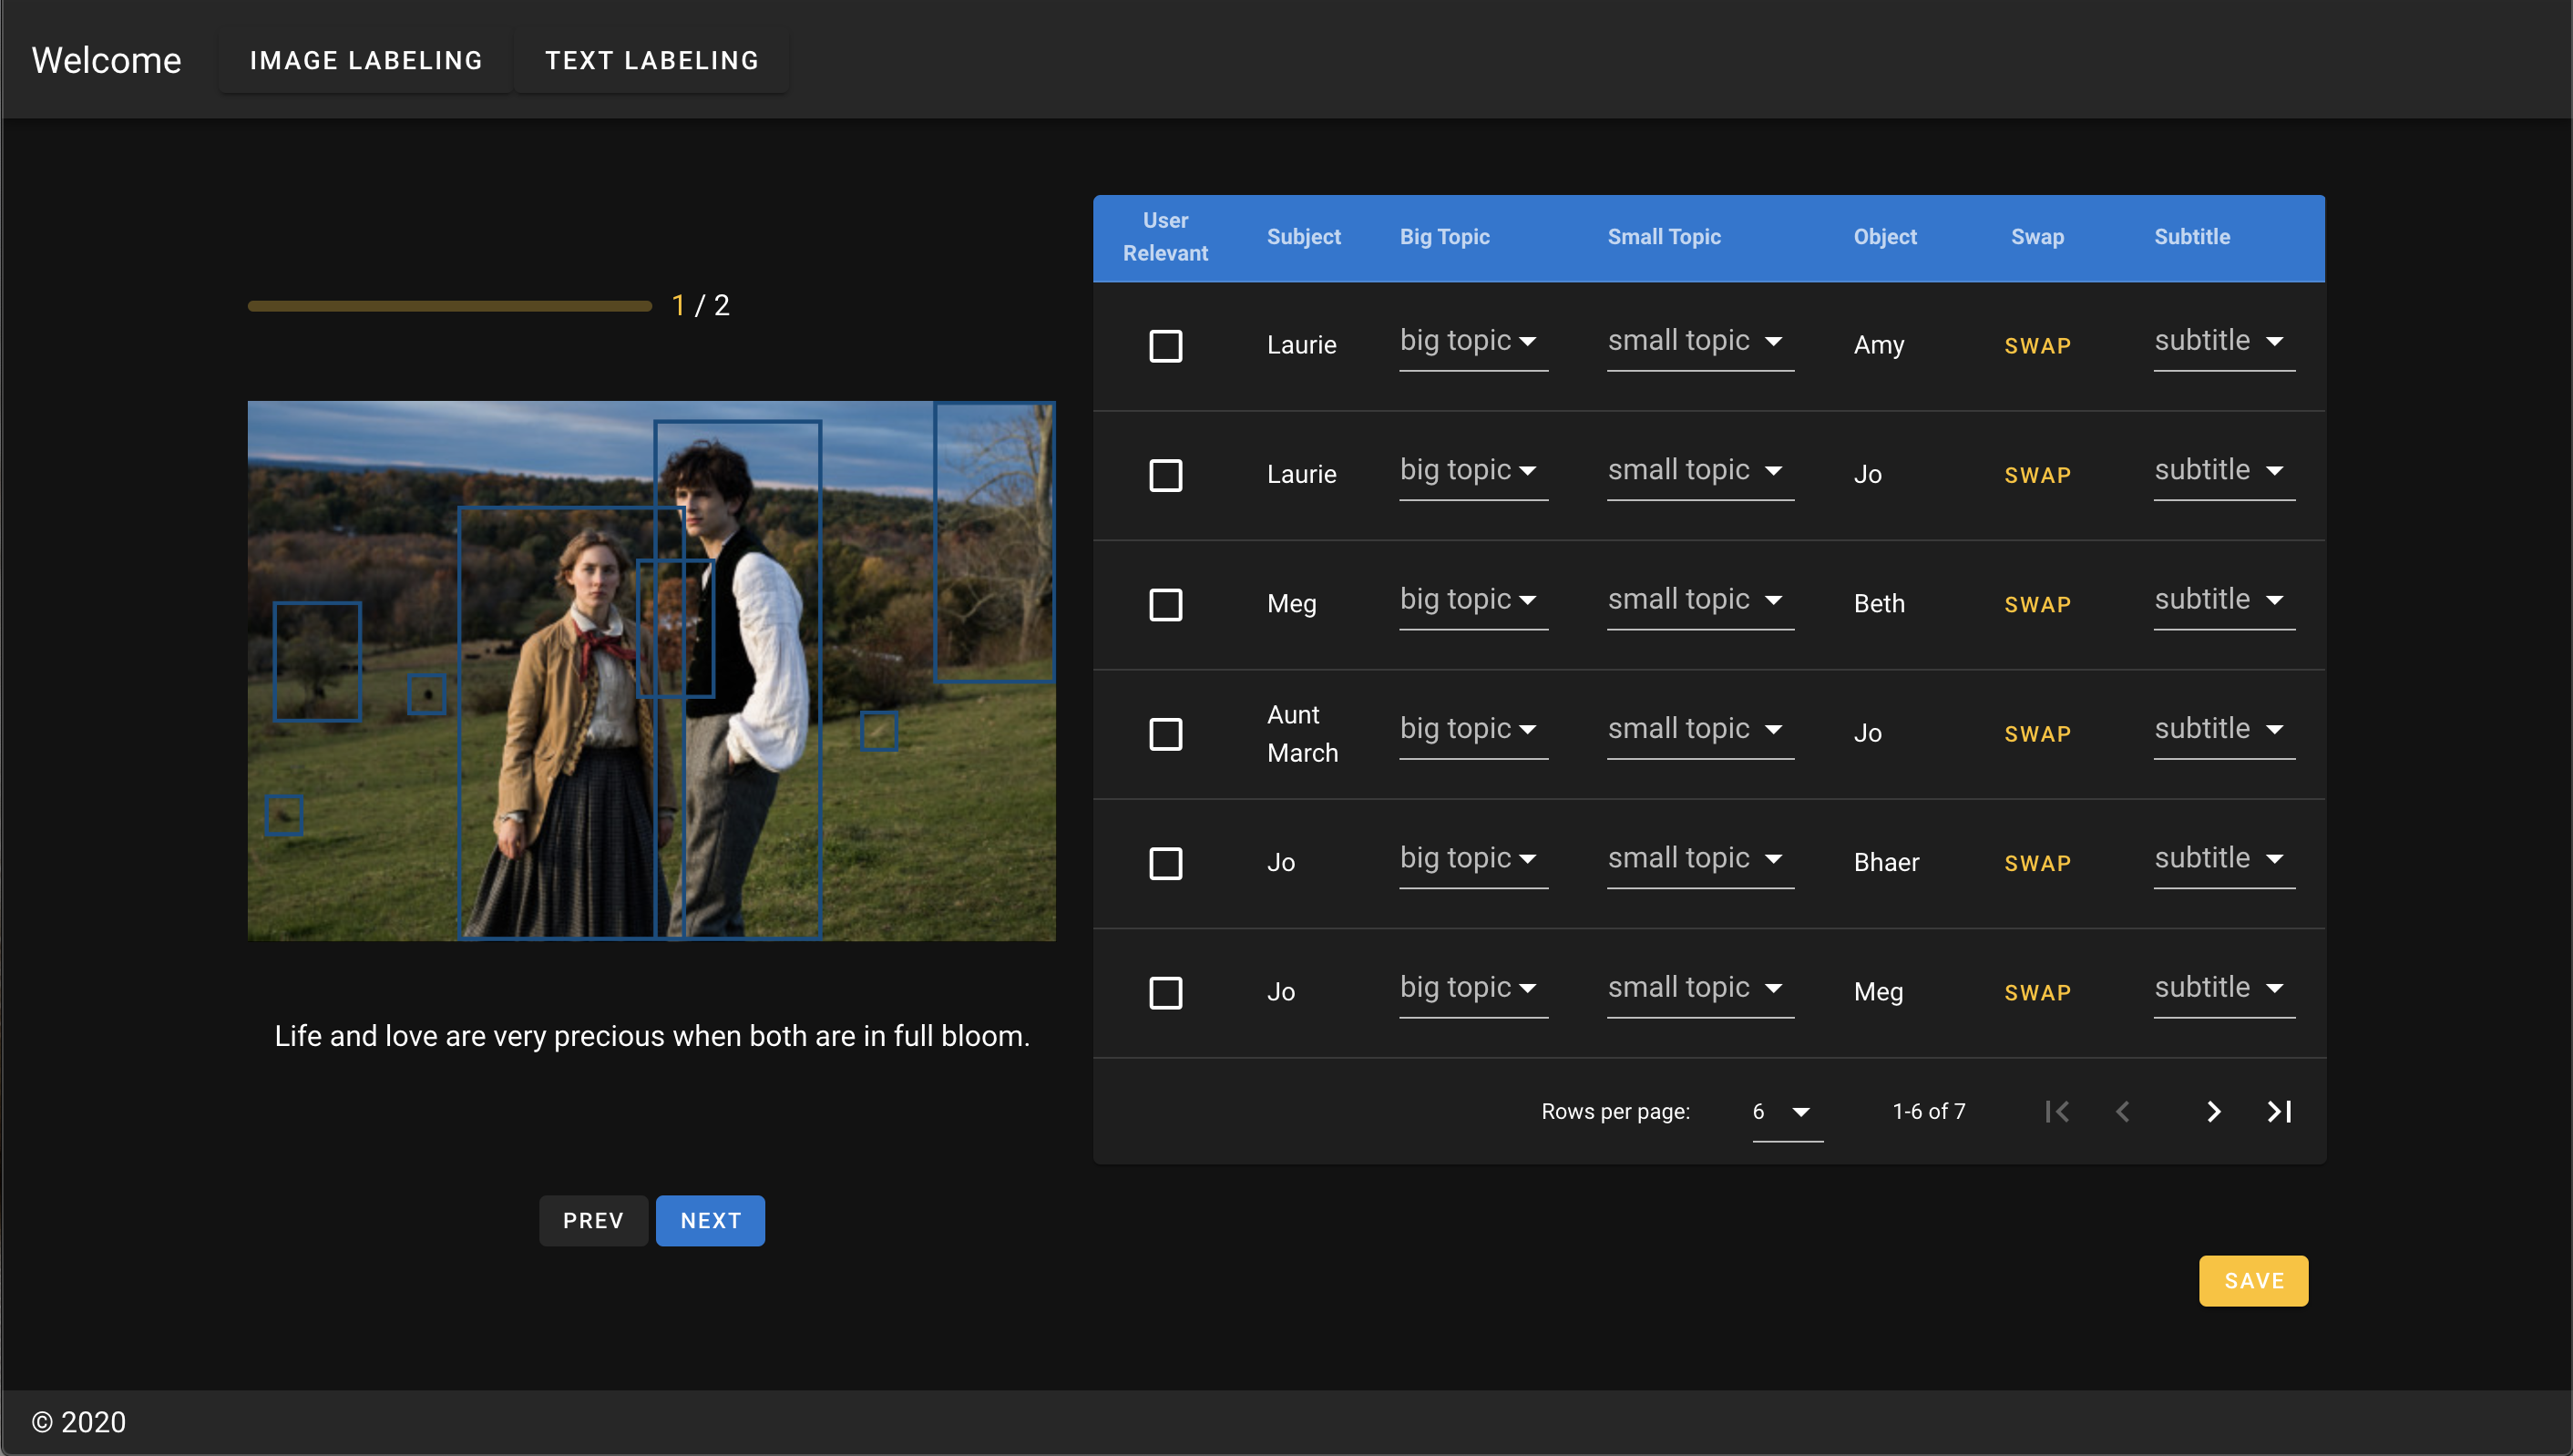 Welcome IMAGE LABELING TEXT LABELING
1 / 2
Life and love are very precious when both are in full bloom.
PREV NEXT
User Relevant Subject Big Topic Small Topic Object Swap Subtitle
Laurie big topic small topic Amy SWAP subtitle
Laurie big topic small topic Jo SWAP subtitle
Meg big topic small topic Beth SWAP subtitle
Aunt March big topic small topic Jo SWAP subtitle
Jo big topic small topic Bhaer SWAP subtitle
Jo big topic small topic Meg SWAP subtitle
Rows per page: 6 1-6 of 7
SAVE
© 2020